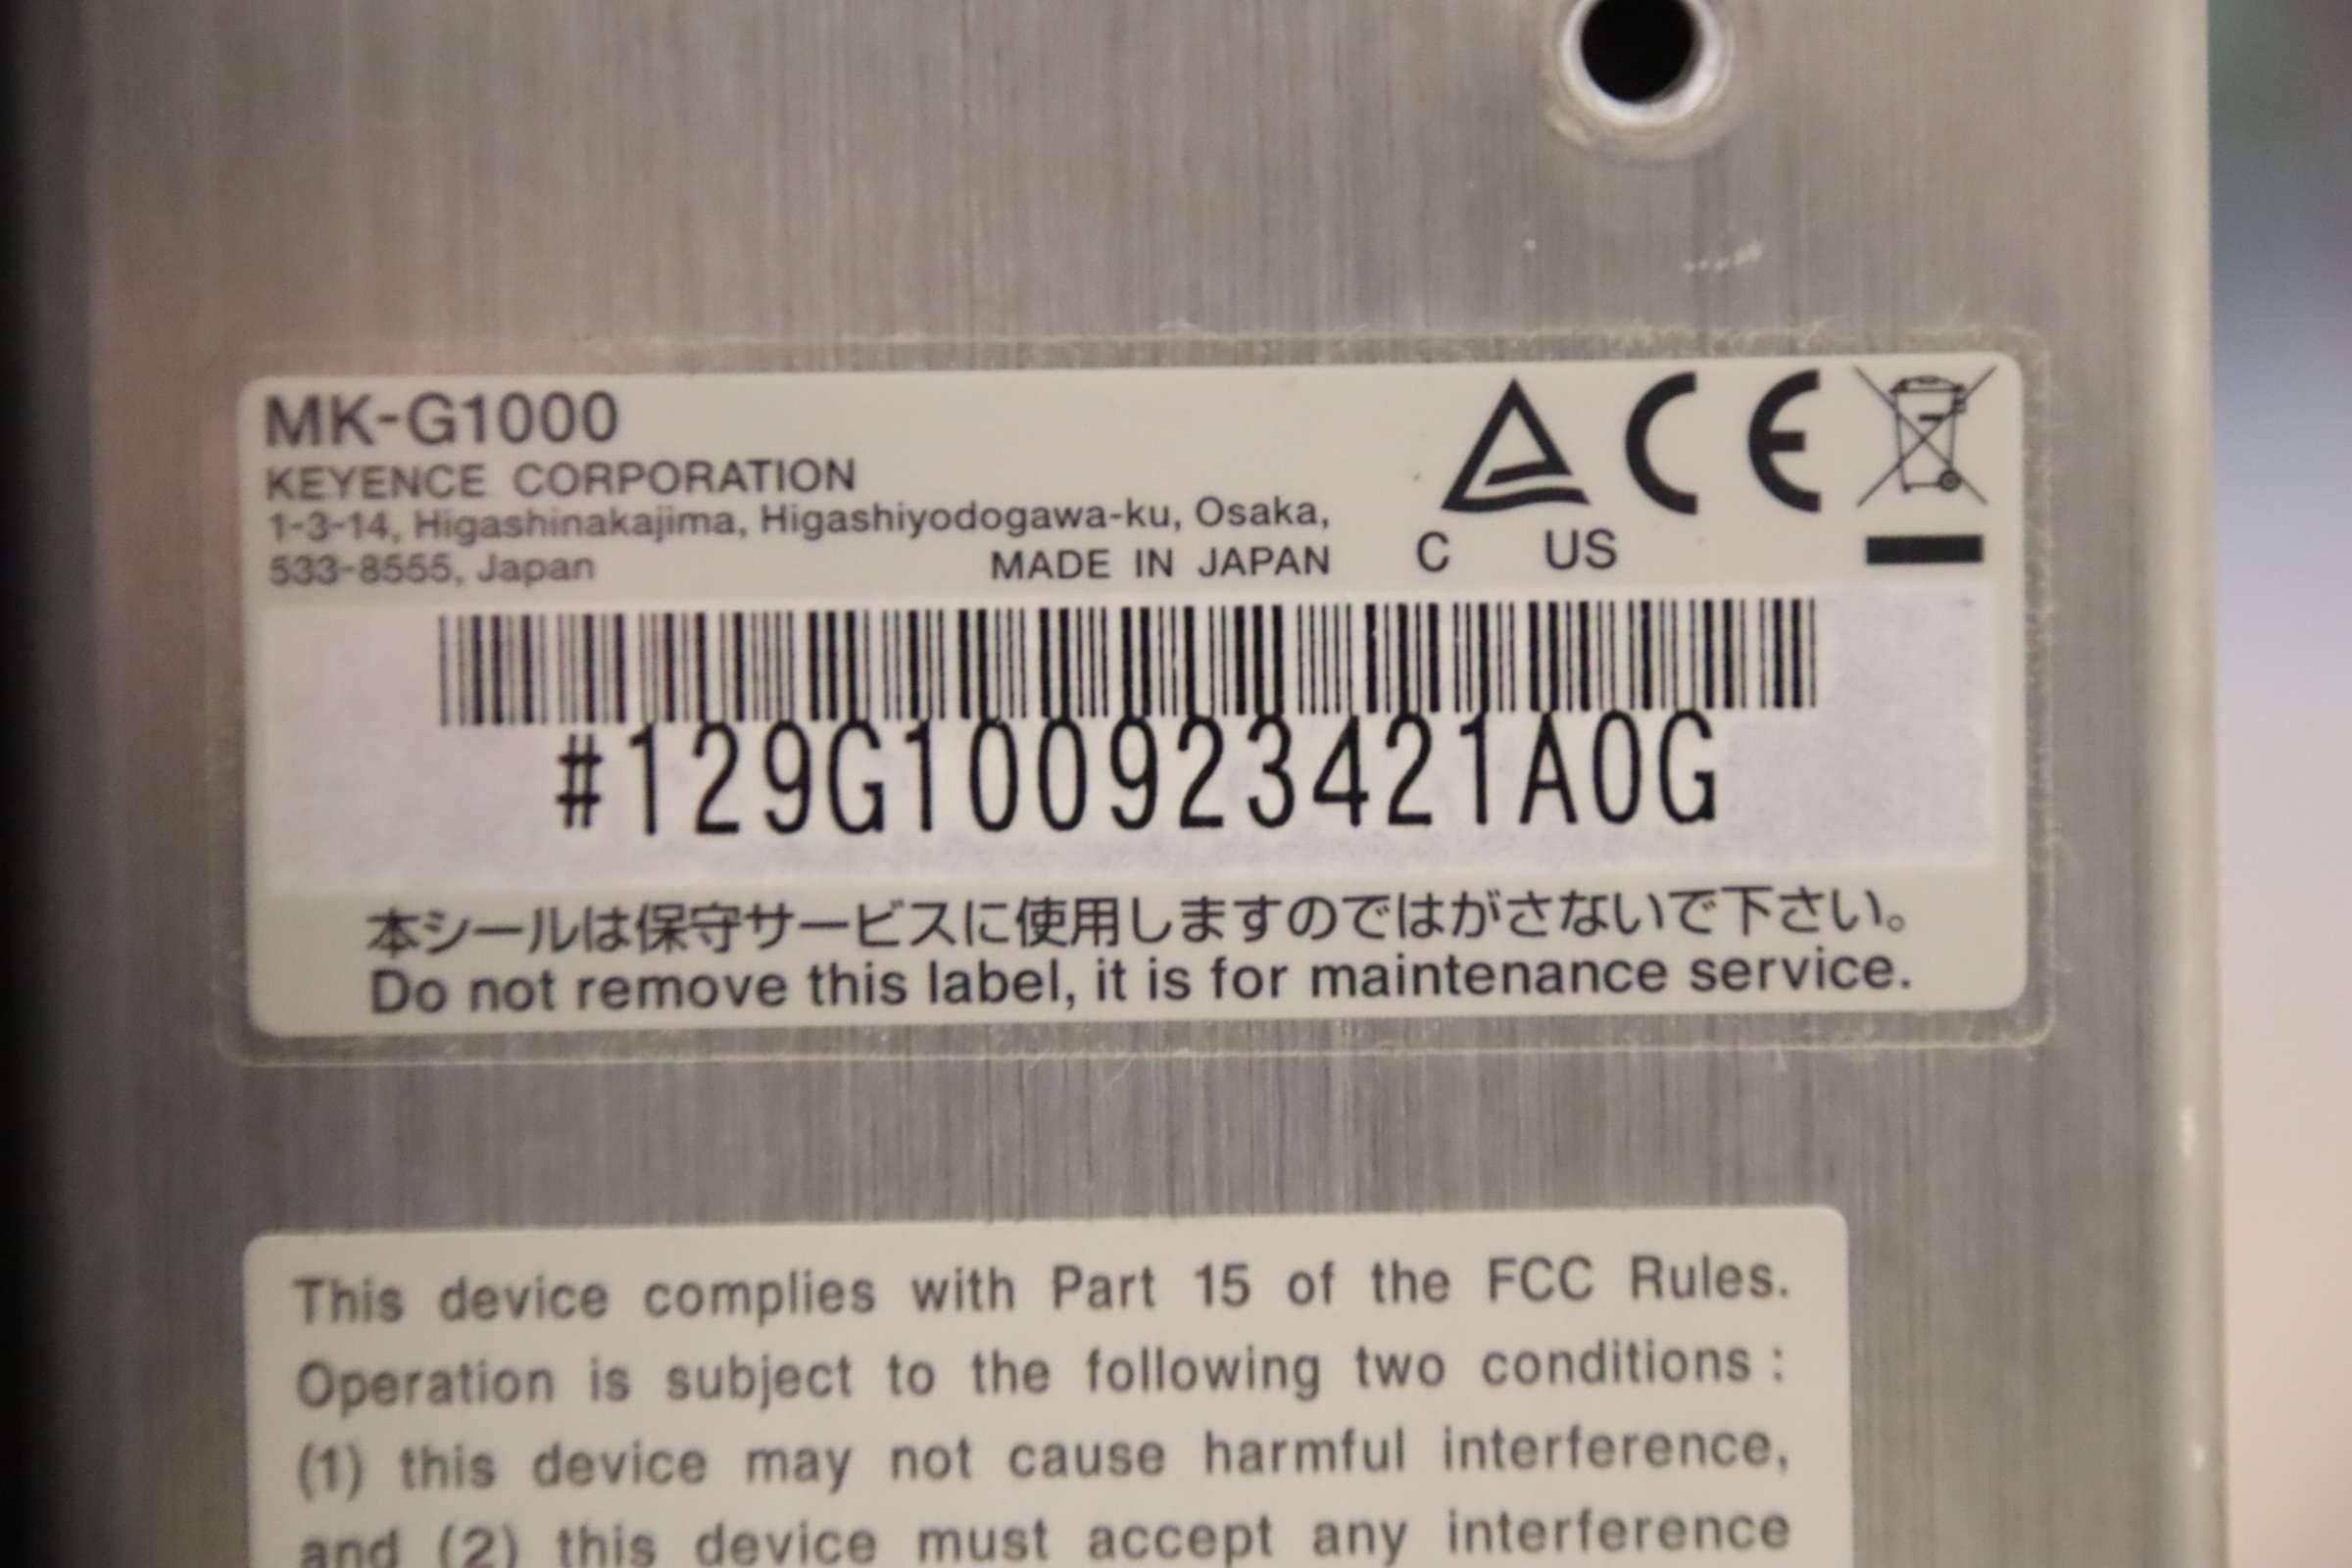 MK-G1000
KEYENCE CORPORATION
1-3-14, Higashinakajima, Higashiyodogawa-ku, Osaka,
533-8555, Japan MADE IN JAPAN
C US
CE
#129G100923421A0G
本シールは保守サービスに使用しますのではがさないで下さい。
Do not remove this label, it is for maintenance service.
This device complies with Part 15 of the FCC Rules.
Operation is subject to the following two conditions :
(1) this device may not cause harmful interference,
and (2) this device must accept any interference